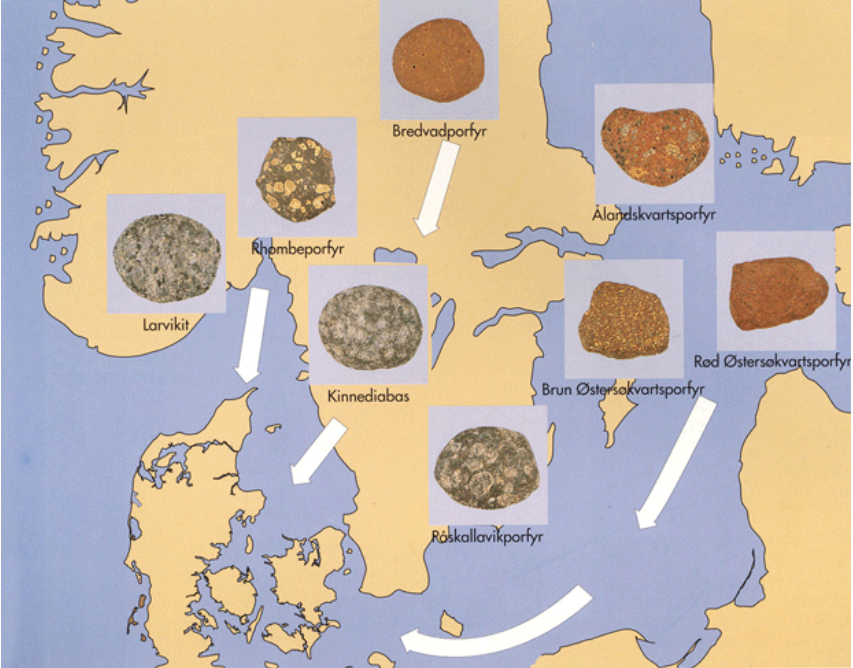 Bredvadporfyr
Ålandskvartsporfyr
Rhombeporfyr
Larvikit
Rød Østersøkvartsporfyr
Brun Østersøkvartsporfyr
Kinnediabas
Påskallavikporfyr